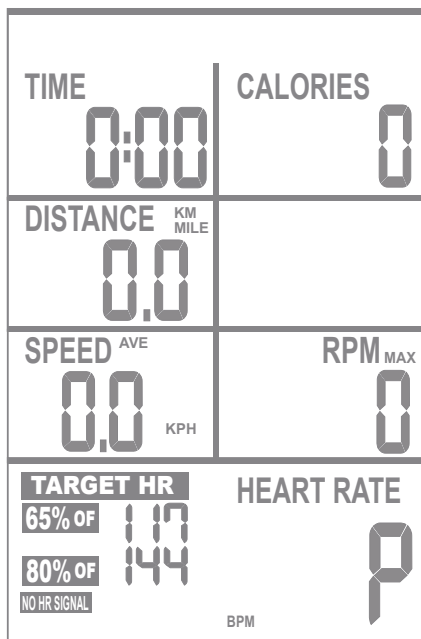 TIME
0:00
CALORIES
0
DISTANCE KM
MILE
0.0
SPEED AVE
0.0 KPH
RPM MAX
0
TARGET HR
65% OF 117
80% OF 144
NO HR SIGNAL
HEART RATE
P
BPM